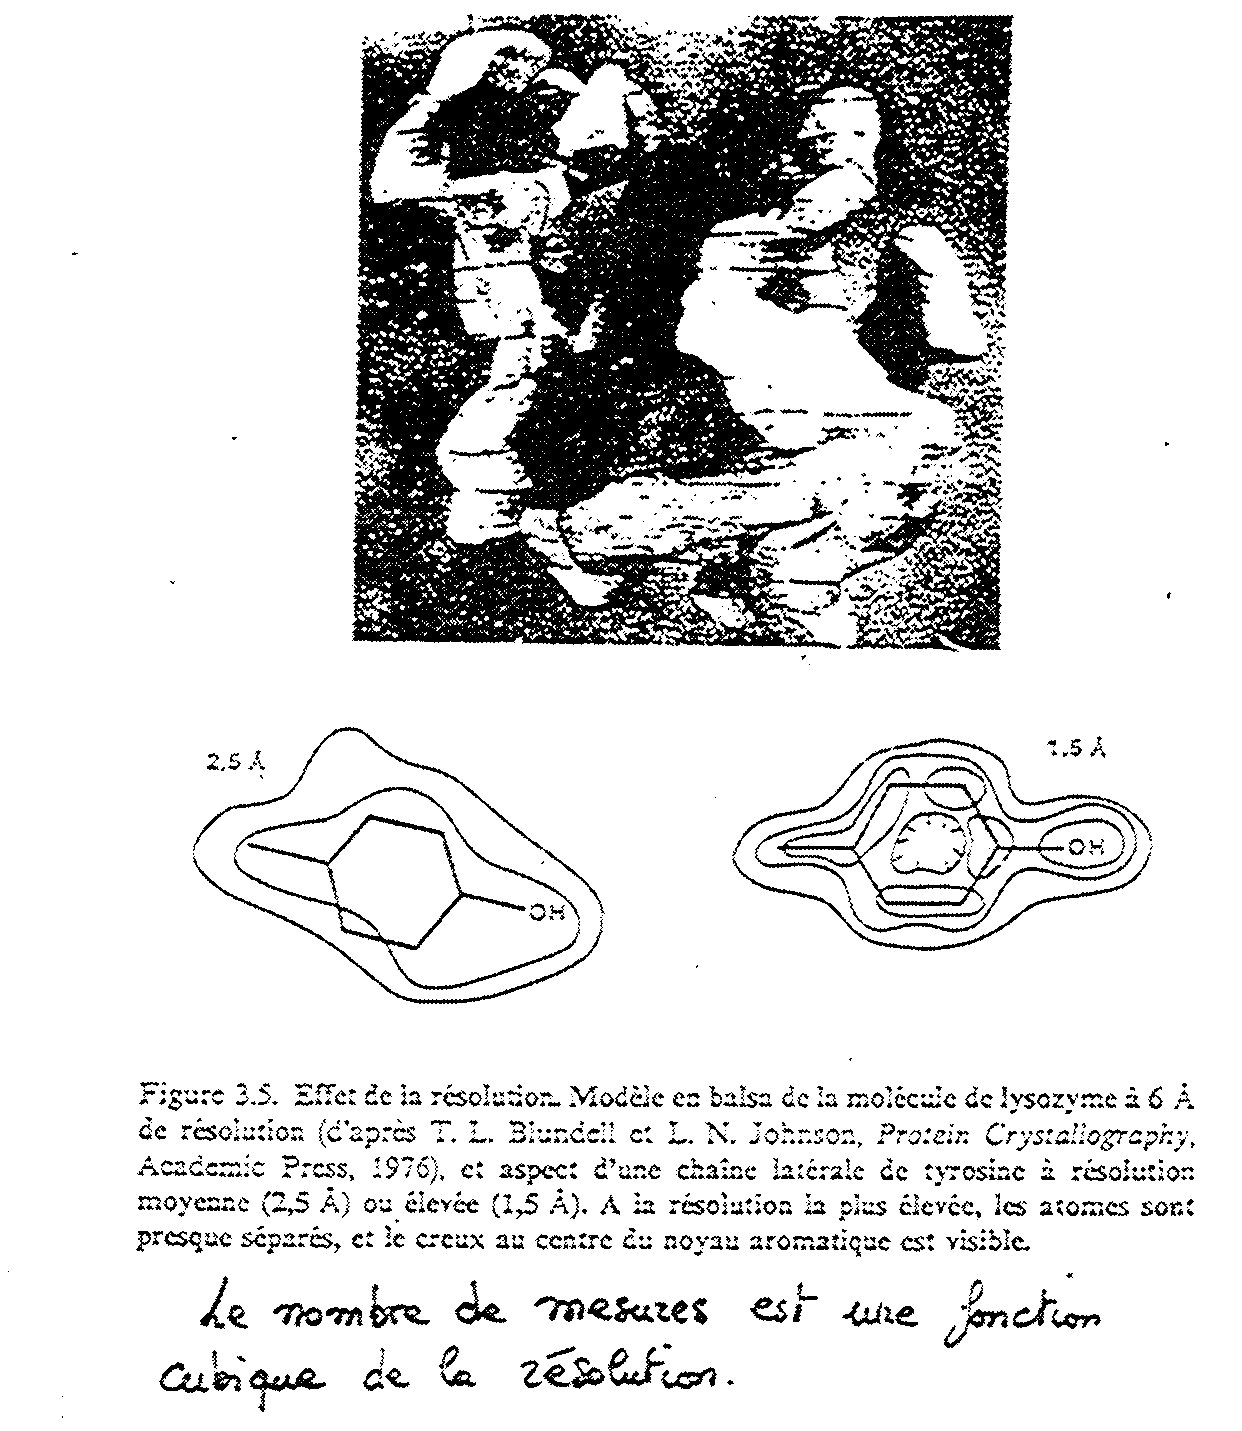 2,5 Å
1,5 Å
OH
OH
Figure 3.5. Effet de la résolution. Modèle en balsa de la molécule de lysozyme à 6 Å
de résolution (d'après T. L. Blundell et L. N. Johnson, Protein Crystallography,
Academic Press, 1976), et aspect d'une chaîne latérale de tyrosine à résolution
moyenne (2,5 Å) ou élevée (1,5 Å). A la résolution la plus élevée, les atomes sont
presque séparés, et le creux au centre du noyau aromatique est visible.
Le nombre de mesures est une fonction
cubique de la résolution.